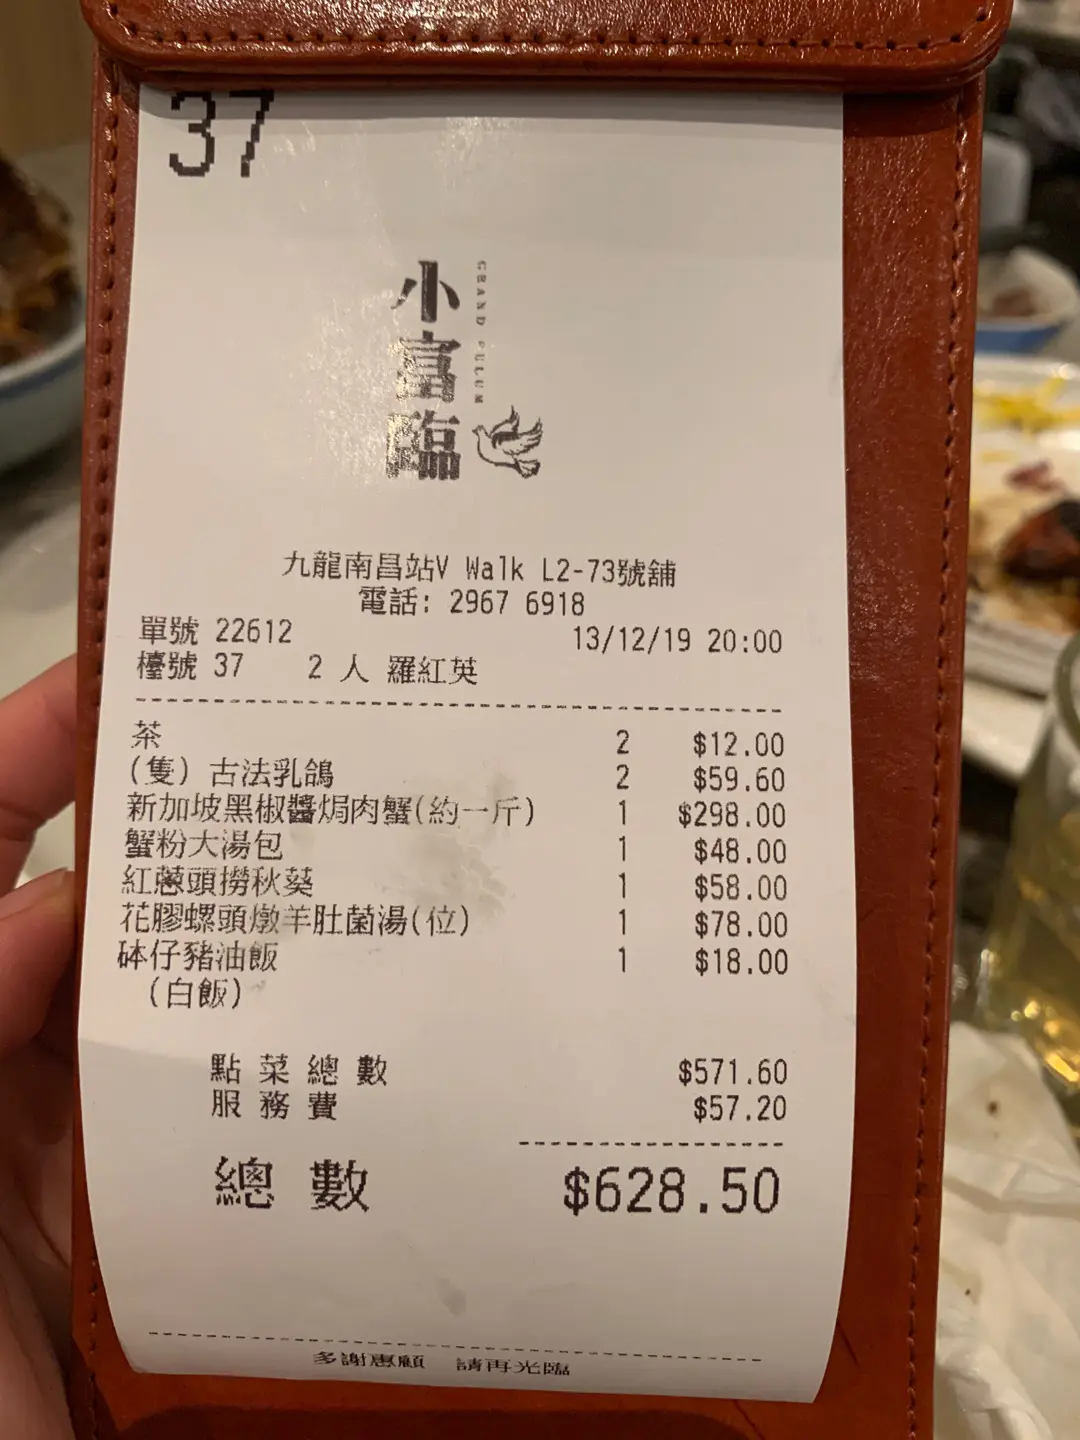 37
小富臨
GRAND FULUM
九龍南昌站V Walk L2-73號舖
電話: 2967 6918
單號 22612 13/12/19 20:00
檯號 37 2 人 羅紅英
茶 2 $12.00
(隻) 古法乳鴿 2 $59.60
新加坡黑椒醬焗肉蟹(約一斤) 1 $298.00
蟹粉大湯包 1 $48.00
紅蔥頭撈秋葵 1 $58.00
花膠螺頭燉羊肚菌湯(位) 1 $78.00
砵仔豬油飯 1 $18.00
(白飯)
點菜總數 $571.60
服務費 $57.20
總數 $628.50
多謝惠顧 請再光臨